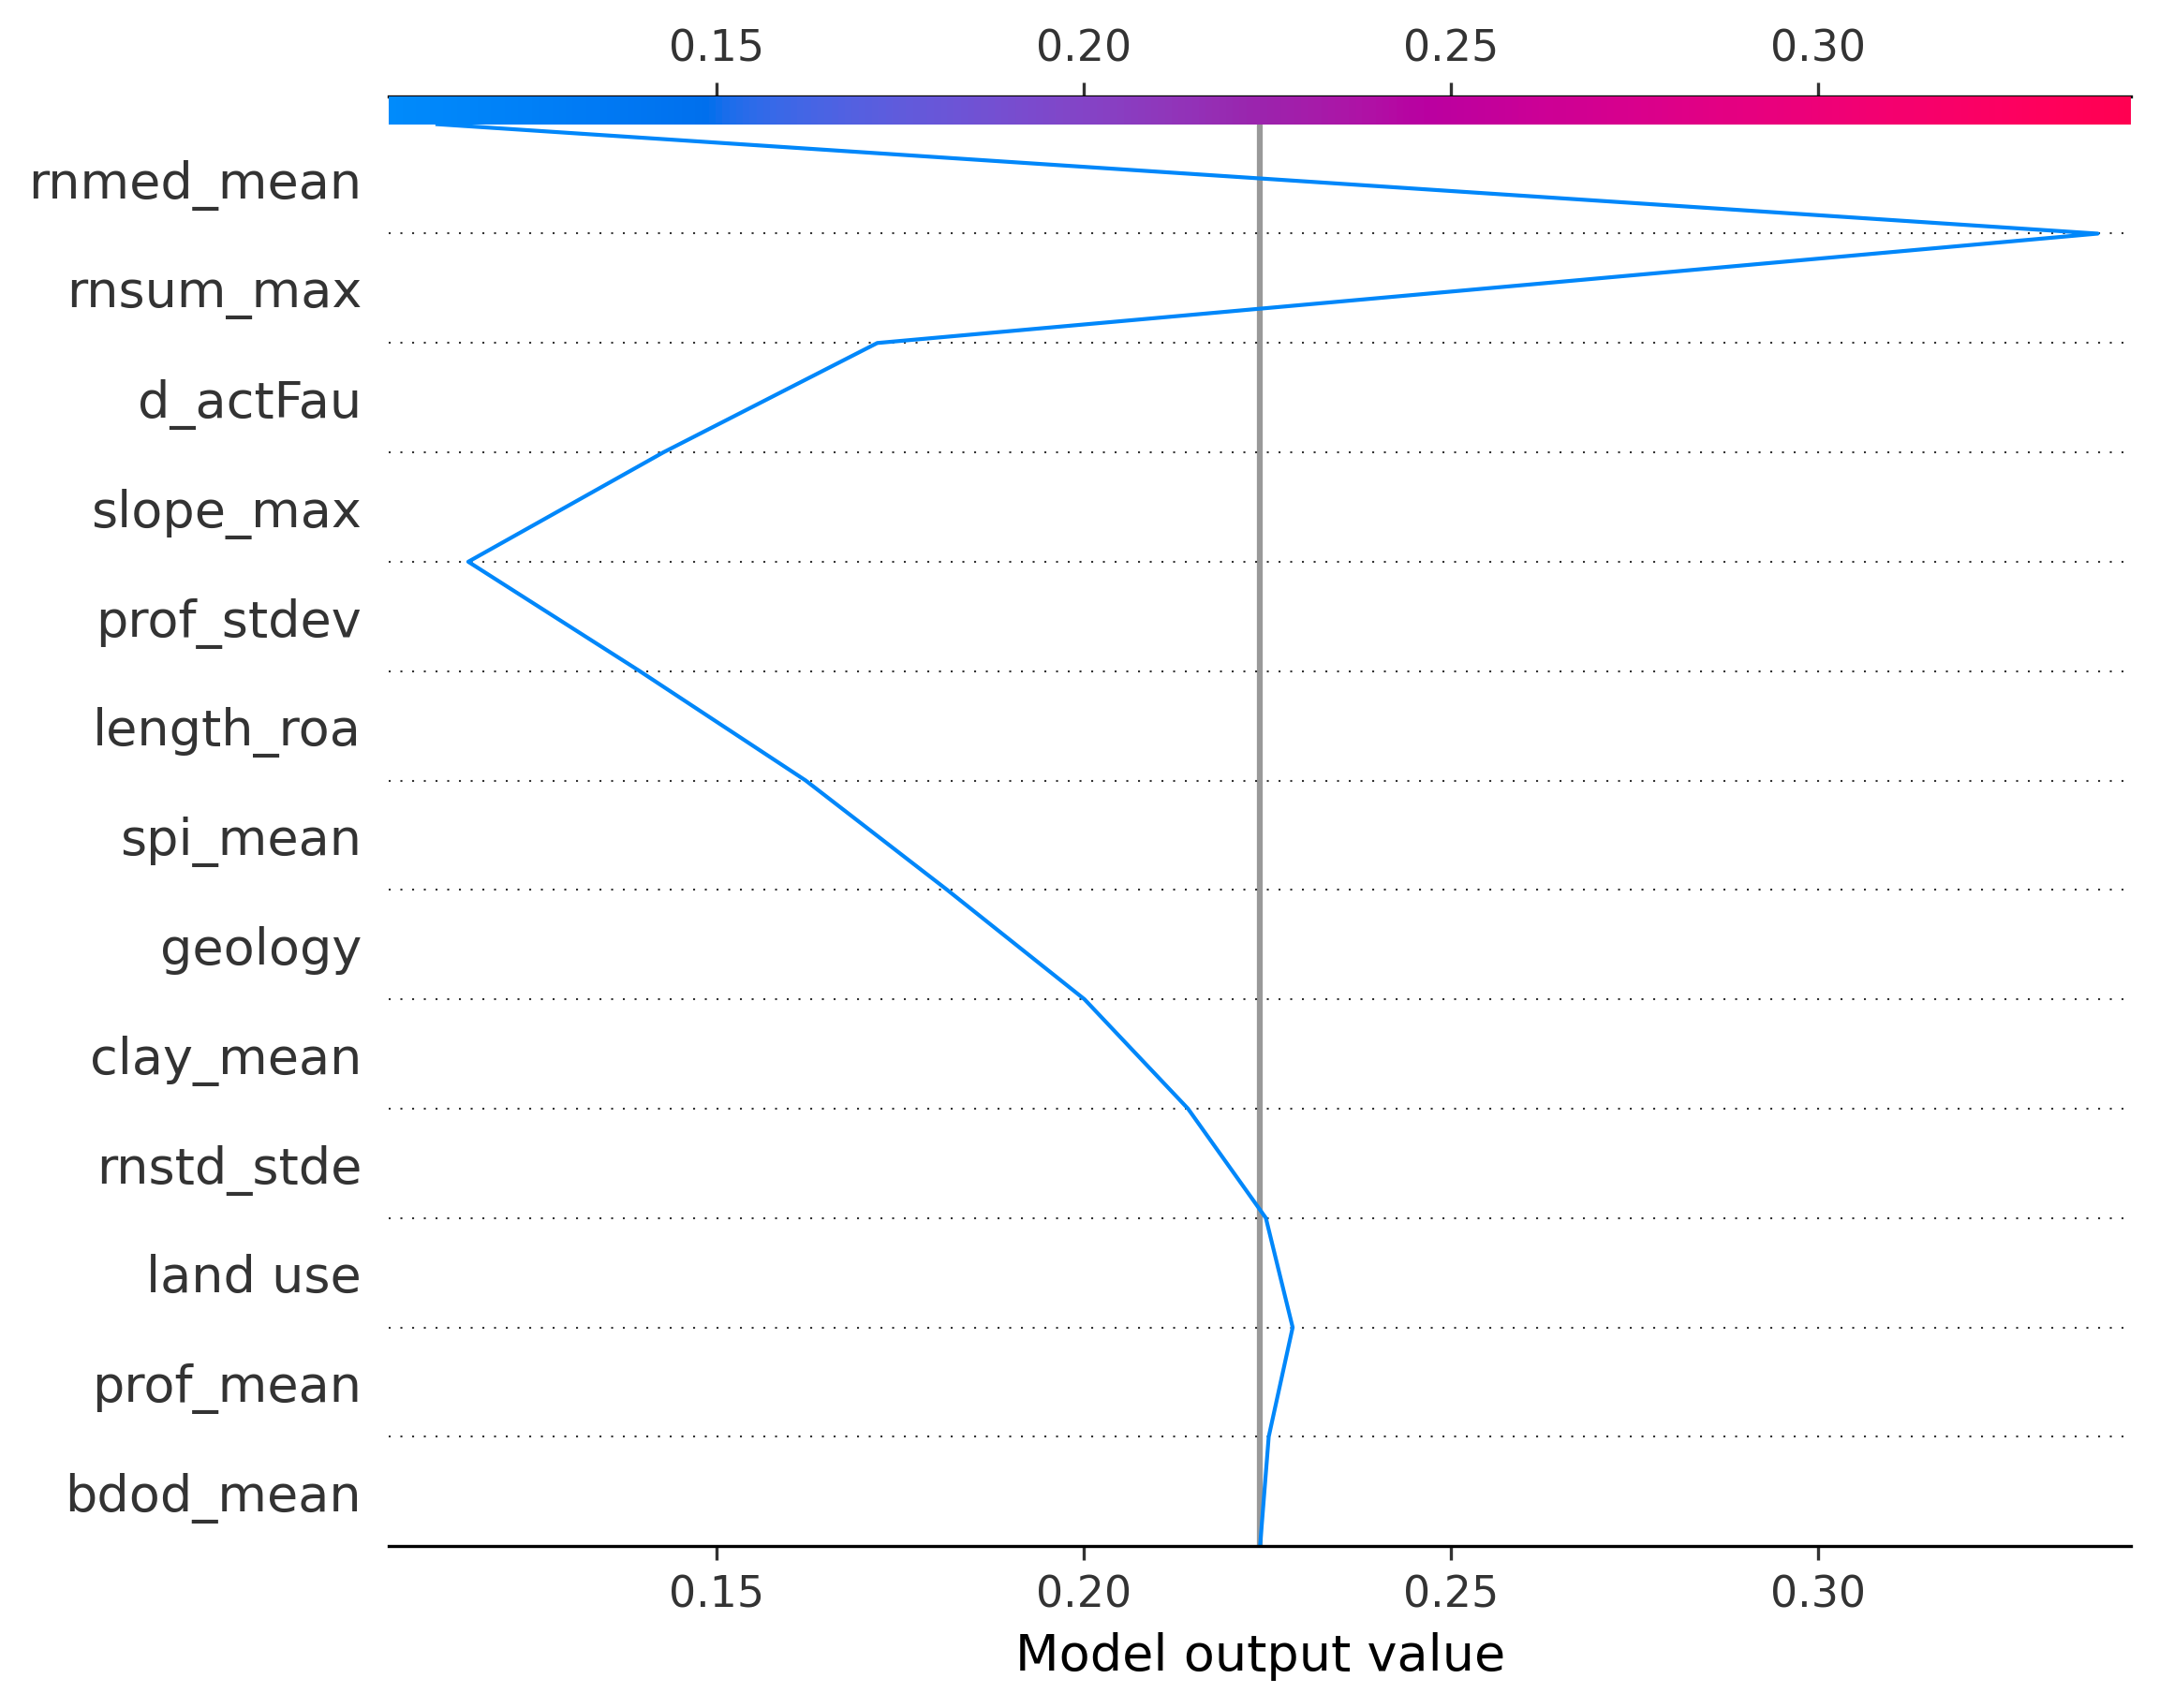 0.15 0.20 0.25 0.30
rnmed_mean
rnsum_max
d_actFau
slope_max
prof_stdev
length_roa
spi_mean
geology
clay_mean
rnstd_stde
land use
prof_mean
bdod_mean
0.15 0.20 0.25 0.30
Model output value